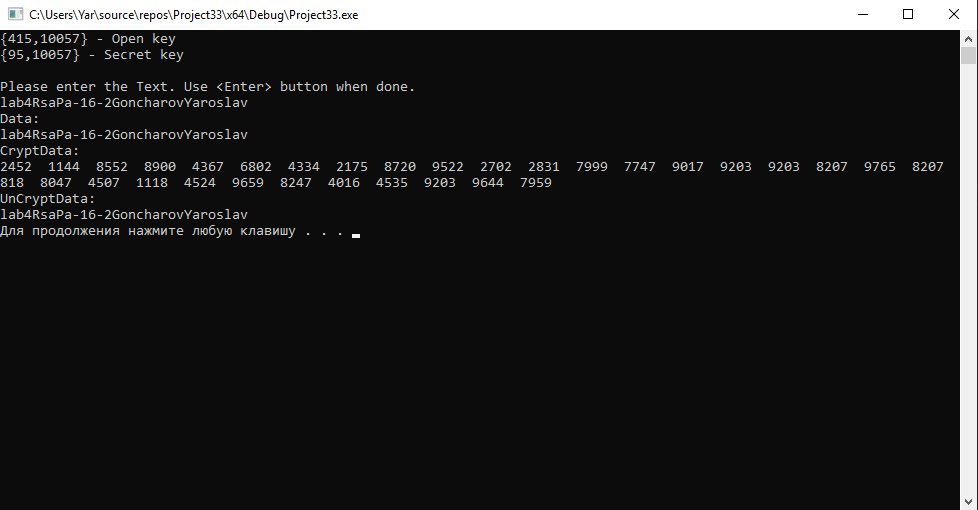 C:\Users\Yar\source\repos\Project33\x64\Debug\Project33.exe
{415,10057} - Open key
{95,10057} - Secret key
Please enter the Text. Use <Enter> button when done.
lab4RsaPa-16-2GoncharovYaroslav
Data:
lab4RsaPa-16-2GoncharovYaroslav
CryptData:
2452  1144  8552  8900  4367  6802  4334  2175  8720  9522  2702  2831  7999  7747  9017  9203  9203  8207  9765  8207
818  8047  4507  1118  4524  9659  8247  4016  4535  9203  9644  7959
UnCryptData:
lab4RsaPa-16-2GoncharovYaroslav
Для продолжения нажмите любую клавишу . . .